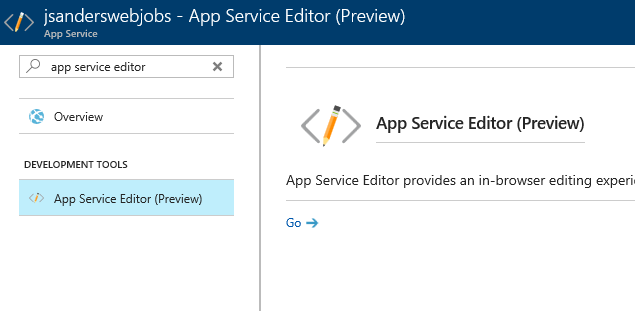 jsanderswebjobs - App Service Editor (Preview)
App Service
app service editor
Overview
DEVELOPMENT TOOLS
App Service Editor (Preview)
App Service Editor (Preview)
App Service Editor provides an in-browser editing experi
Go